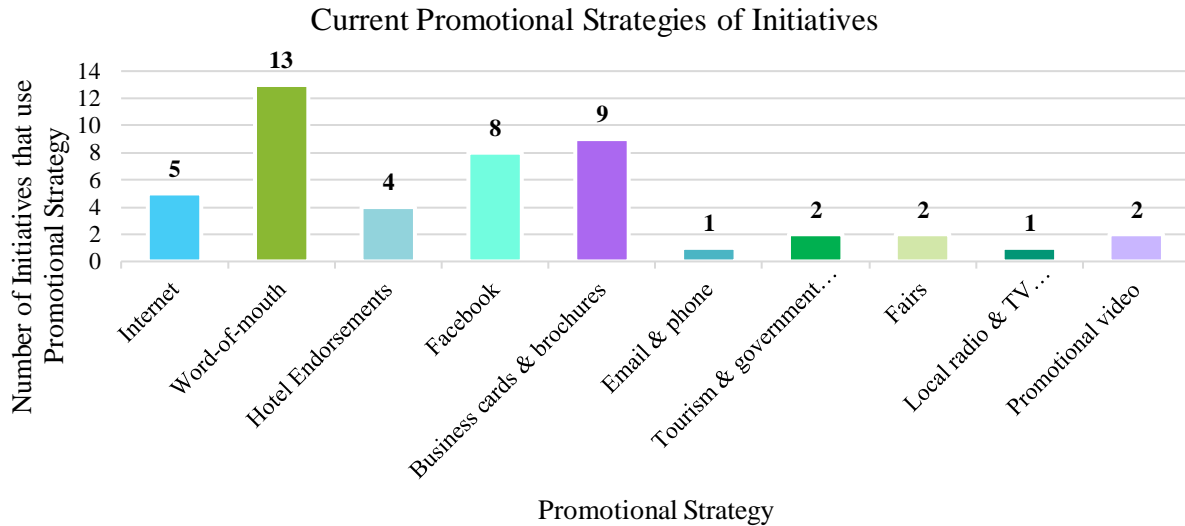 Current Promotional Strategies of Initiatives
Number of Initiatives that use
Promotional Strategy
14
12
10
8
6
4
2
0
5
13
4
8
9
1
2
2
1
2
Internet
Word-of-mouth
Hotel Endorsements
Facebook
Business cards & brochures
Email & phone
Tourism & government…
Fairs
Local radio & TV…
Promotional video
Promotional Strategy